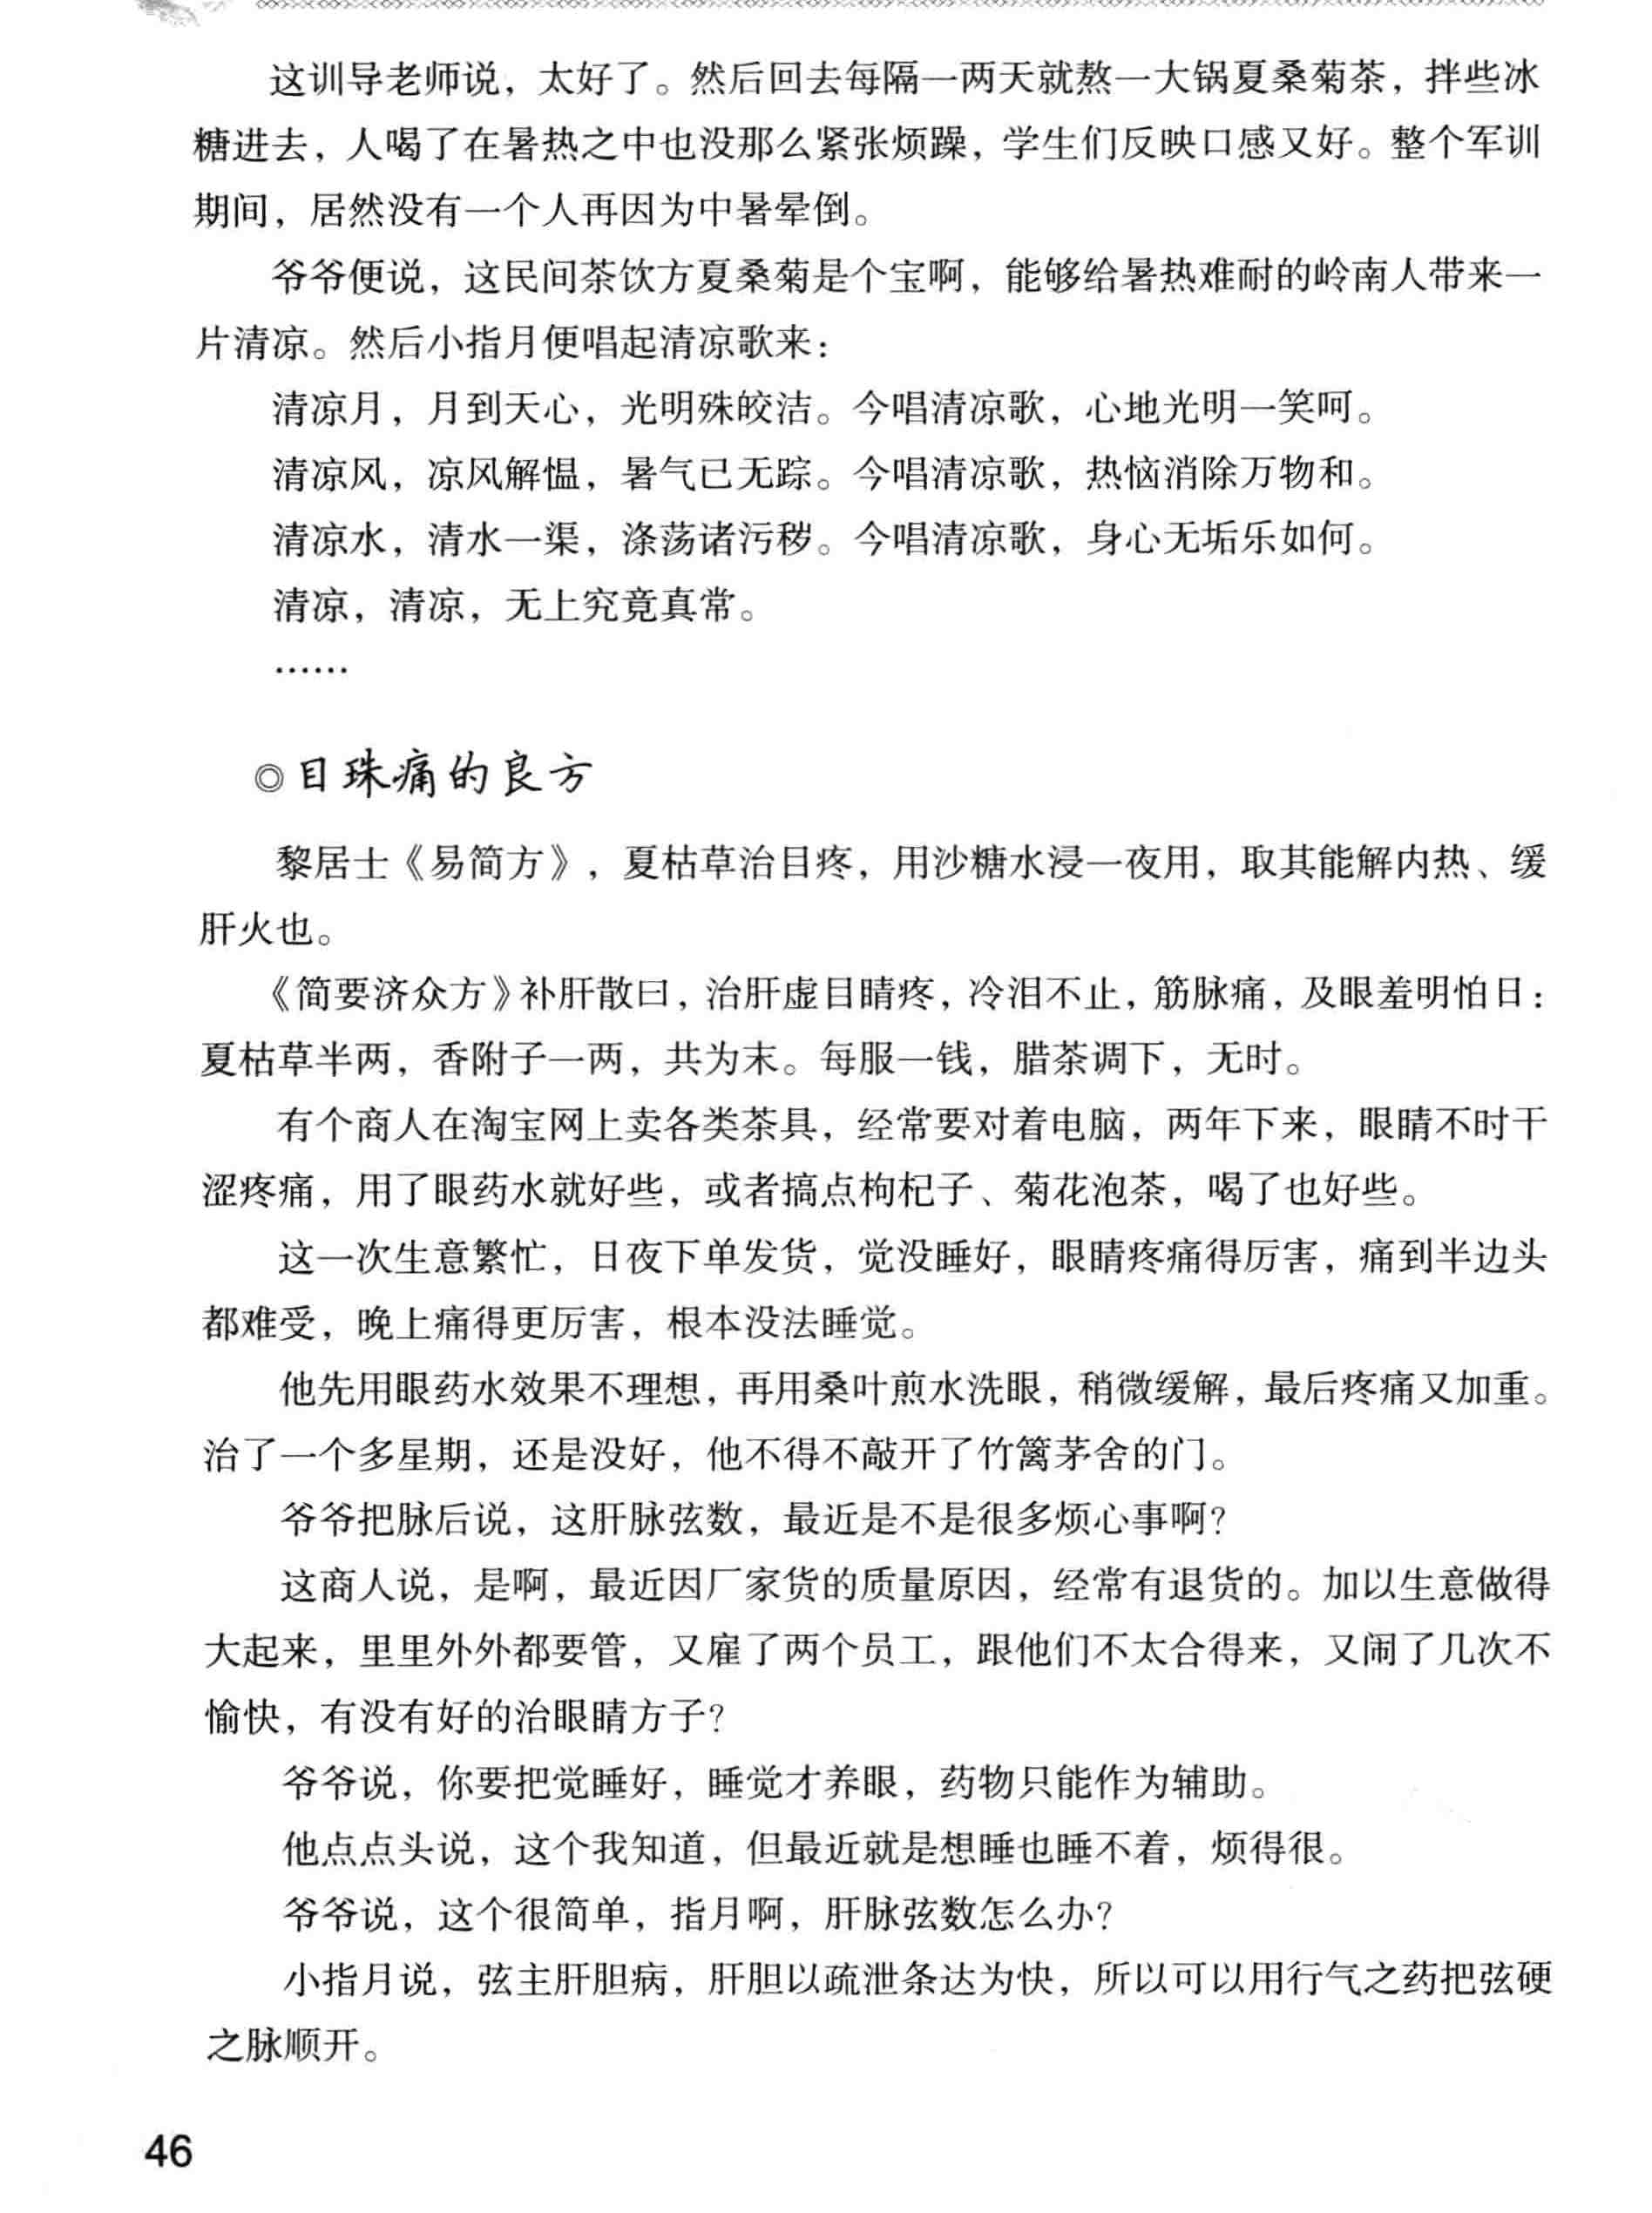 这训导老师说，太好了。然后回去每隔一两天就熬一大锅夏桑菊茶，拌些冰
糖进去，人喝了在暑热之中也没那么紧张烦躁，学生们反映口感又好。整个军训
期间，居然没有一个人再因为中暑晕倒。
爷爷便说，这民间茶饮方夏桑菊是个宝啊，能够给暑热难耐的岭南人带来一
片清凉。然后小指月便唱起清凉歌来：
清凉月，月到天心，光明殊皎洁。今唱清凉歌，心地光明一笑呵。
清凉风，凉风解愠，暑气已无踪。今唱清凉歌，热恼消除万物和。
清凉水，清水一渠，涤荡诸污秽。今唱清凉歌，身心无垢乐如何。
清凉，清凉，无上究竟真常。
……
◎目珠痛的良方
黎居士《易简方》，夏枯草治目疼，用沙糖水浸一夜用，取其能解内热、缓
肝火也。
《简要济众方》补肝散曰，治肝虚目睛疼，冷泪不止，筋脉痛，及眼羞明怕日：
夏枯草半两，香附子一两，共为末。每服一钱，腊茶调下，无时。
有个商人在淘宝网上卖各类茶具，经常要对着电脑，两年下来，眼睛不时干
涩疼痛，用了眼药水就好些，或者搞点枸杞子、菊花泡茶，喝了也好些。
这一次生意繁忙，日夜下单发货，觉没睡好，眼睛疼痛得厉害，痛到半边头
都难受，晚上痛得更厉害，根本没法睡觉。
他先用眼药水效果不理想，再用桑叶煎水洗眼，稍微缓解，最后疼痛又加重。
治了一个多星期，还是没好，他不得不敲开了竹篱茅舍的门。
爷爷把脉后说，这肝脉弦数，最近是不是很多烦心事啊？
这商人说，是啊，最近因厂家货的质量原因，经常有退货的。加以生意做得
大起来，里里外外都要管，又雇了两个员工，跟他们不太合得来，又闹了几次不
愉快，有没有好的治眼睛方子？
爷爷说，你要把觉睡好，睡觉才养眼，药物只能作为辅助。
他点点头说，这个我知道，但最近就是想睡也睡不着，烦得很。
爷爷说，这个很简单，指月啊，肝脉弦数怎么办？
小指月说，弦主肝胆病，肝胆以疏泄条达为快，所以可以用行气之药把弦硬
之脉顺开。
46